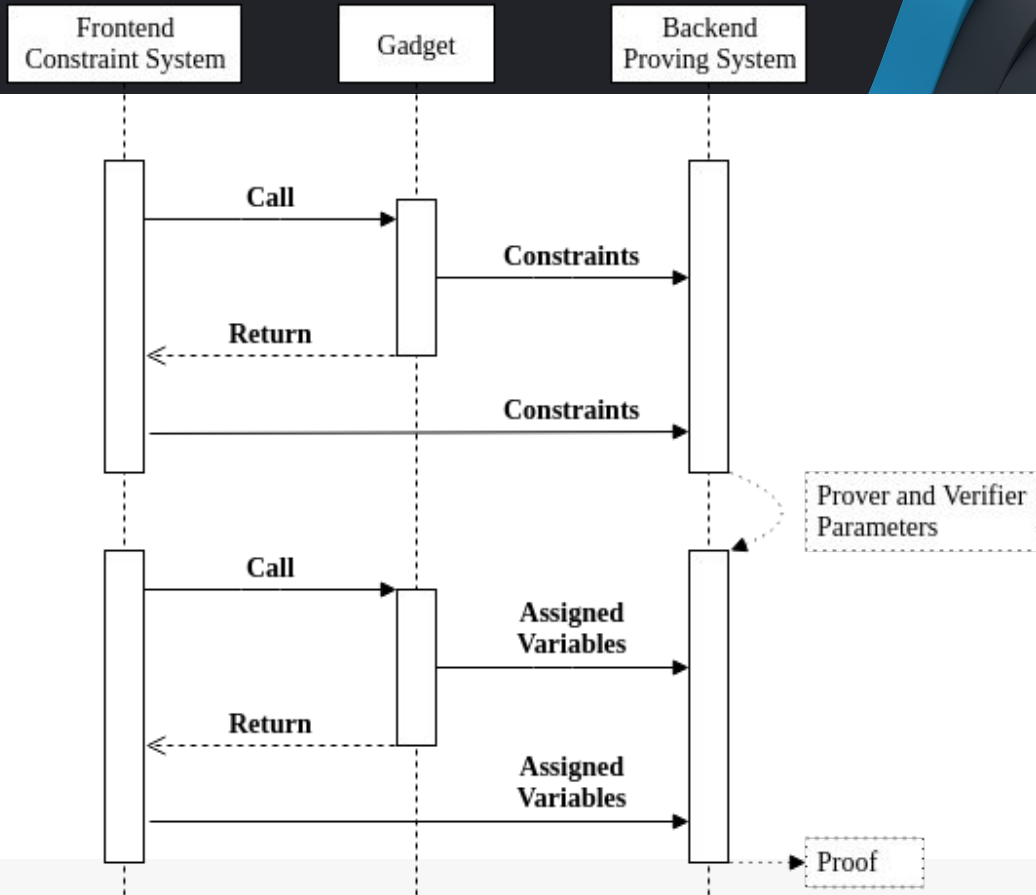 Frontend
Constraint System
Gadget
Backend
Proving System
Call
Constraints
Return
Constraints
Prover and Verifier
Parameters
Call
Assigned
Variables
Return
Assigned
Variables
Proof